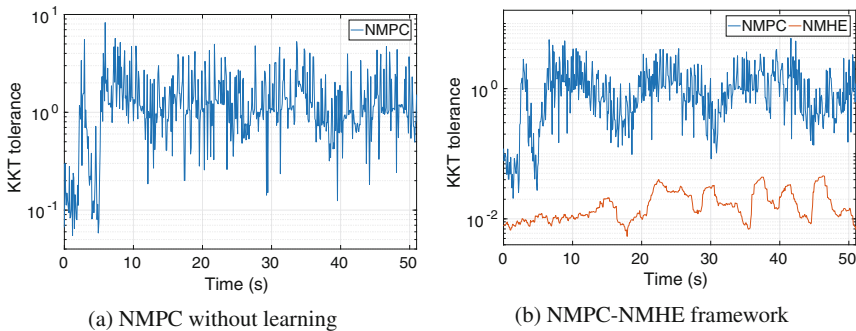 NMPC
KKT tolerance
10^1
10^0
10^-1
0 10 20 30 40 50
Time (s)
(a) NMPC without learning
NMPC NMHE
KKT tolerance
10^0
10^-2
0 10 20 30 40 50
Time (s)
(b) NMPC-NMHE framework